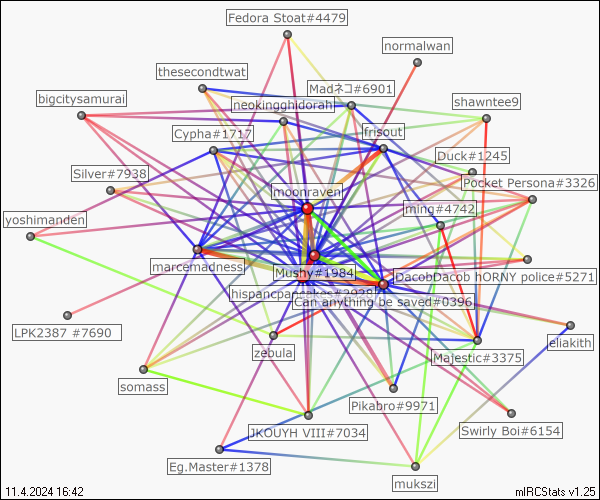 Fedora Stoat#4479
normalwan
thesecondtwat
Madネコ#6901
bigcitysamurai
neokingghidorah
shawntee9
Cypha#1717
frisout
Duck#1245
Silver#7938
Pocket Persona#3326
moonraven
ming#4742
yoshimanden
marcemadness
Mushy#1984
DacobDacob hORNY police#5271
Can anything be saved#0396
LPK2387 #7690
zebula
Majestic#3375
eliakith
somass
Pikabro#9971
JKOUYH VIII#7034
Swirly Boi#6154
Eg.Master#1378
mukszi
11.4.2024 16:42
mIRCStats v1.25